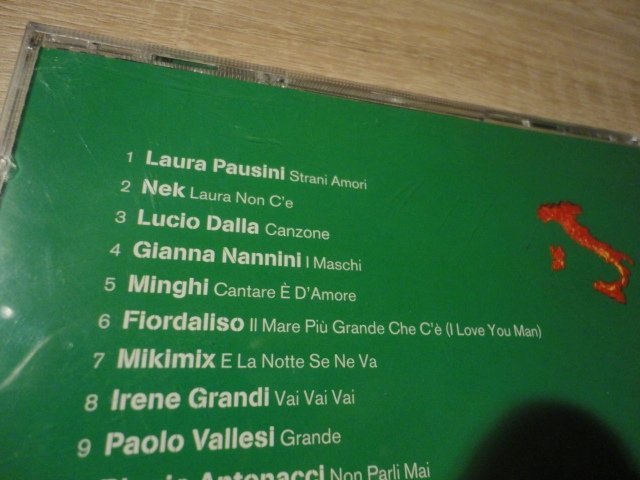 1 Laura Pausini Strani Amori
2 Nek Laura Non C'e
3 Lucio Dalla Canzone
4 Gianna Nannini I Maschi
5 Minghi Cantare È D'Amore
6 Fiordaliso Il Mare Più Grande Che C'è (I Love You Man)
7 Mikimix E La Notte Se Ne Va
8 Irene Grandi Vai Vai Vai
9 Paolo Vallesi Grande
Antonacci Non Parli Mai